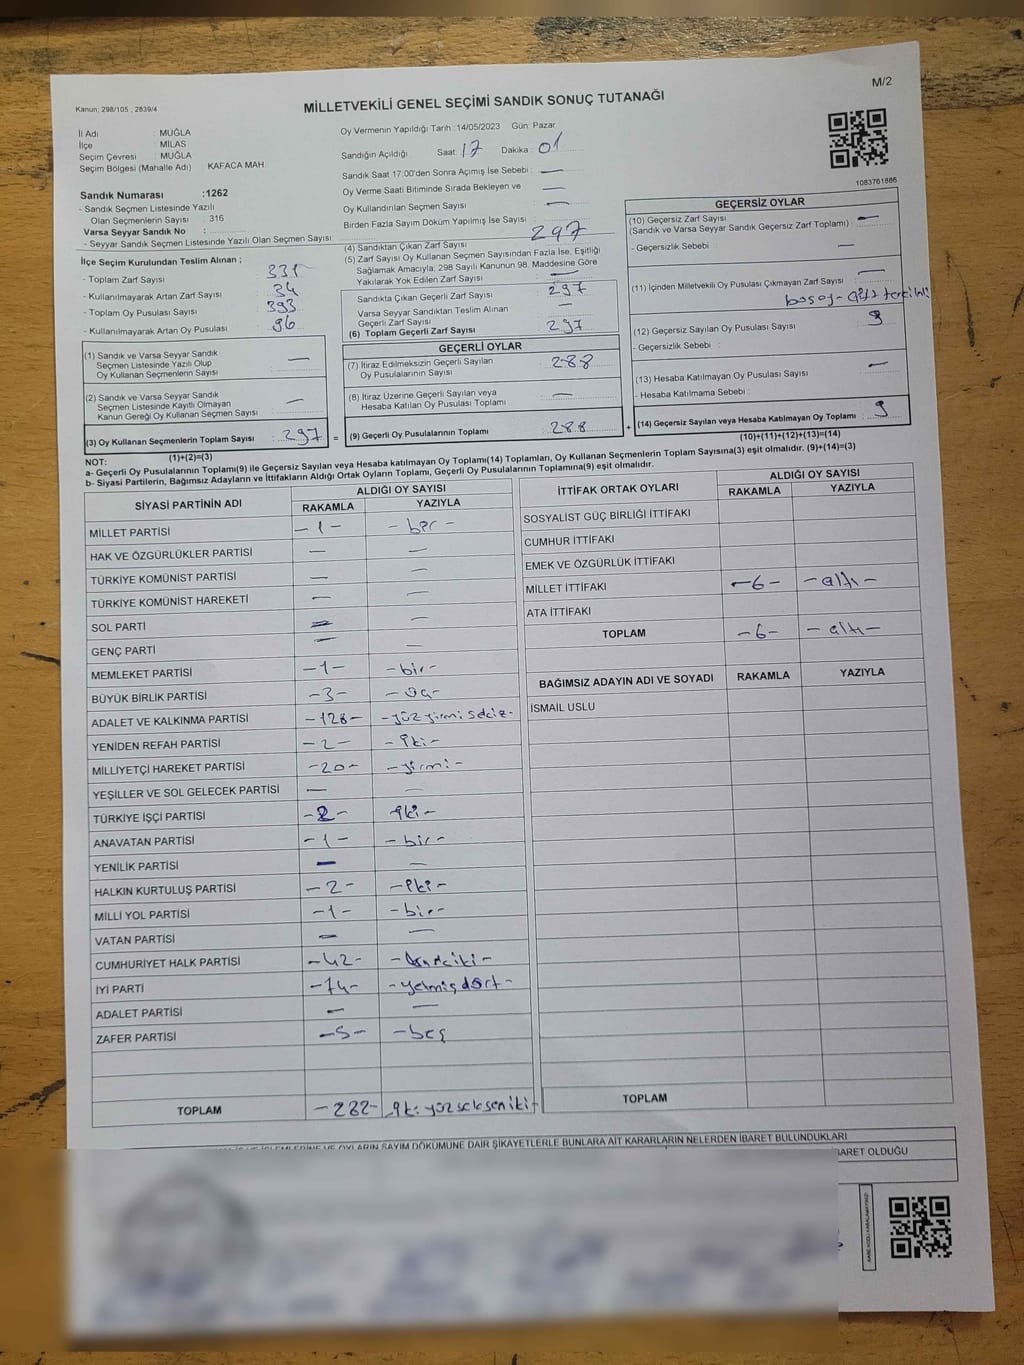 M/2
Kanun; 298/105 , 2839/4
MİLLETVEKİLİ GENEL SEÇİMİ SANDIK SONUÇ TUTANAĞI
İl Adı : MUĞLA
İlçe : MİLAS
Seçim Çevresi : MUĞLA
Seçim Bölgesi (Mahalle Adı) KAFACA MAH
Sandık Numarası :1262
- Sandık Seçmen Listesinde Yazılı
Olan Seçmenlerin Sayısı 316
Varsa Seyyar Sandık No :
- Seyyar Sandık Seçmen Listesinde Yazılı Olan Seçmen Sayısı:
İlçe Seçim Kurulundan Teslim Alınan ;
- Toplam Zarf Sayısı : 331
- Kullanılmayarak Artan Zarf Sayısı : 34
- Toplam Oy Pusulası Sayısı : 393
- Kullanılmayarak Artan Oy Pusulası : 96
(1) Sandık ve Varsa Seyyar Sandık
Seçmen Listesinde Yazılı Olup
Oy Kullanan Seçmenlerin Sayısı : —
(2) Sandık ve Varsa Seyyar Sandık
Seçmen Listesinde Kayıtlı Olmayan
Kanun Gereği Oy Kullanan Seçmen Sayısı : —
(3) Oy Kullanan Seçmenlerin Toplam Sayısı : 297 =
(1)+(2)=(3)
Oy Vermenin Yapıldığı Tarih :14/05/2023 Gün: Pazar
Sandığın Açıldığı Saat: 17 Dakika : 01
Sandık Saat 17:00'den Sonra Açımış İse Sebebi : —
Oy Verme Saati Bitiminde Sırada Bekleyen ve
Oy Kullandırılan Seçmen Sayısı : —
Birden Fazla Sayım Döküm Yapılmış İse Sayısı : —
(4) Sandıktan Çıkan Zarf Sayısı : 297
(5) Zarf Sayısı Oy Kullanan Seçmen Sayısından Fazla İse, Eşitliği
Sağlamak Amacıyla, 298 Sayılı Kanunun 98. Maddesine Göre
Yakılarak Yok Edilen Zarf Sayısı : —
Sandıkta Çıkan Geçerli Zarf Sayısı : 297
Varsa Seyyar Sandıktan Teslim Alınan
Geçerli Zarf Sayısı : —
(6) Toplam Geçerli Zarf Sayısı : 297
GEÇERLİ OYLAR
(7) İtiraz Edilmeksizin Geçerli Sayılan
Oy Pusulalarının Sayısı : 288
(8) İtiraz Üzerine Geçerli Sayılan veya
Hesaba Katılan Oy Pusulası Toplamı : —
(9) Geçerli Oy Pusulalarının Toplamı : 288 +
1083761886
GEÇERSİZ OYLAR
(10) Geçersiz Zarf Sayısı
(Sandık ve Varsa Seyyar Sandık Geçersiz Zarf Toplamı) : —
- Geçersizlik Sebebi : —
(11) İçinden Milletvekili Oy Pusulası Çıkmayan Zarf Sayısı : —
boşoy - çift tercihli
(12) Geçersiz Sayılan Oy Pusulası Sayısı : 9
- Geçersizlik Sebebi :
(13) Hesaba Katılmayan Oy Pusulası Sayısı : —
- Hesaba Katılmama Sebebi :
(14) Geçersiz Sayılan veya Hesaba Katılmayan Oy Toplamı : 9
(10)+(11)+(12)+(13)=(14)
NOT:
a- Geçerli Oy Pusulalarının Toplamı(9) ile Geçersiz Sayılan veya Hesaba katılmayan Oy Toplamı(14) Toplamları, Oy Kullanan Seçmenlerin Toplam Sayısına(3) eşit olmalıdır. (9)+(14)=(3)
b- Siyasi Partilerin, Bağımsız Adayların ve İttifakların Aldığı Ortak Oyların Toplamı, Geçerli Oy Pusulalarının Toplamına(9) eşit olmalıdır.
SİYASİ PARTİNİN ADI ALDIĞI OY SAYISI
RAKAMLA YAZIYLA
MİLLET PARTİSİ -1- -bir-
HAK VE ÖZGÜRLÜKLER PARTİSİ — —
TÜRKİYE KOMÜNİST PARTİSİ — —
TÜRKİYE KOMÜNİST HAREKETİ — —
SOL PARTİ — —
GENÇ PARTİ — —
MEMLEKET PARTİSİ -1- -bir-
BÜYÜK BİRLİK PARTİSİ -3- -üç-
ADALET VE KALKINMA PARTİSİ -128- -yüz yirmi sekiz-
YENİDEN REFAH PARTİSİ -2- -iki-
MİLLİYETÇİ HAREKET PARTİSİ -20- -yirmi-
YEŞİLLER VE SOL GELECEK PARTİSİ — —
TÜRKİYE İŞÇİ PARTİSİ -2- iki-
ANAVATAN PARTİSİ -1- -bir-
YENİLİK PARTİSİ — —
HALKIN KURTULUŞ PARTİSİ -2- -iki-
MİLLİ YOL PARTİSİ -1- -bir-
VATAN PARTİSİ — —
CUMHURİYET HALK PARTİSİ -42-
İYİ PARTİ -74- -yetmiş dört-
ADALET PARTİSİ — —
ZAFER PARTİSİ -5- -beş
TOPLAM -282- iki yüz seksen iki-
İTTİFAK ORTAK OYLARI ALDIĞI OY SAYISI
RAKAMLA YAZIYLA
SOSYALİST GÜÇ BİRLİĞİ İTTİFAKI
CUMHUR İTTİFAKI
EMEK VE ÖZGÜRLÜK İTTİFAKI
MİLLET İTTİFAKI -6- -altı-
ATA İTTİFAKI
TOPLAM -6- -altı-
BAĞIMSIZ ADAYIN ADI VE SOYADI RAKAMLA YAZIYLA
İSMAİL USLU
TOPLAM
OYLARIN SAYIM DÖKÜMÜNE DAİR ŞİKAYETLERLE BUNLARA AİT KARARLARIN NELERDEN İBARET BULUNDUKLARI
OLDUĞU